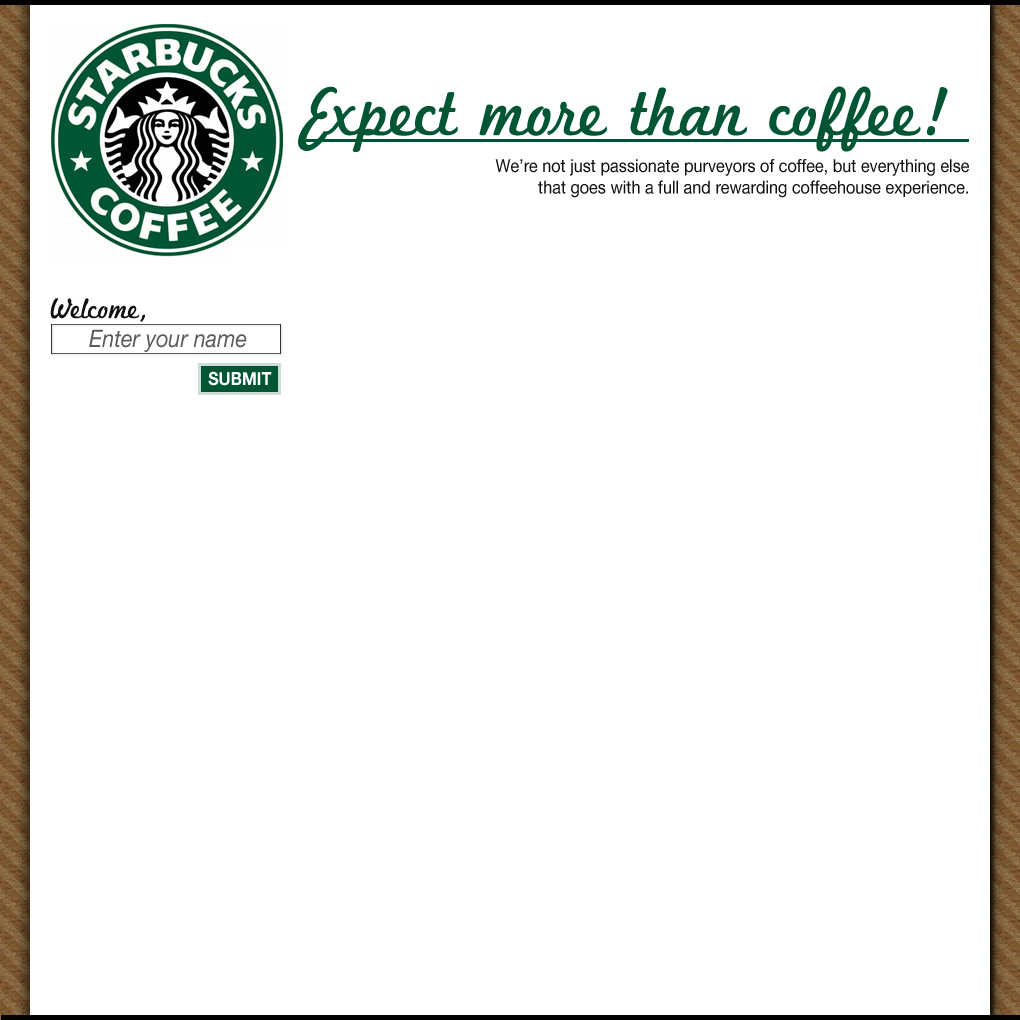 STARBUCKS
COFFEE
Expect more than coffee!
We’re not just passionate purveyors of coffee, but everything else
that goes with a full and rewarding coffeehouse experience.
Welcome,
Enter your name
SUBMIT